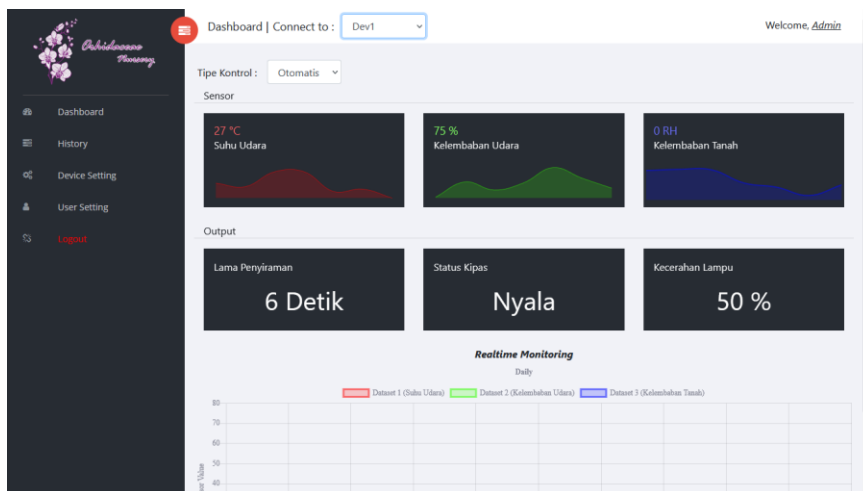 Orhidaceae
Nursery
Dashboard | Connect to :
Dev1
Welcome, Admin
Dashboard
History
Device Setting
User Setting
Logout
Tipe Kontrol :
Otomatis
Sensor
27 °C
Suhu Udara
75 %
Kelembaban Udara
0 RH
Kelembaban Tanah
Output
Lama Penyiraman
6 Detik
Status Kipas
Nyala
Kecerahan Lampu
50 %
Realtime Monitoring
Daily
Dataset 1 (Suhu Udara)
Dataset 2 (Kelembaban Udara)
Dataset 3 (Kelembaban Tanah)
80
70
60
50
40
Value